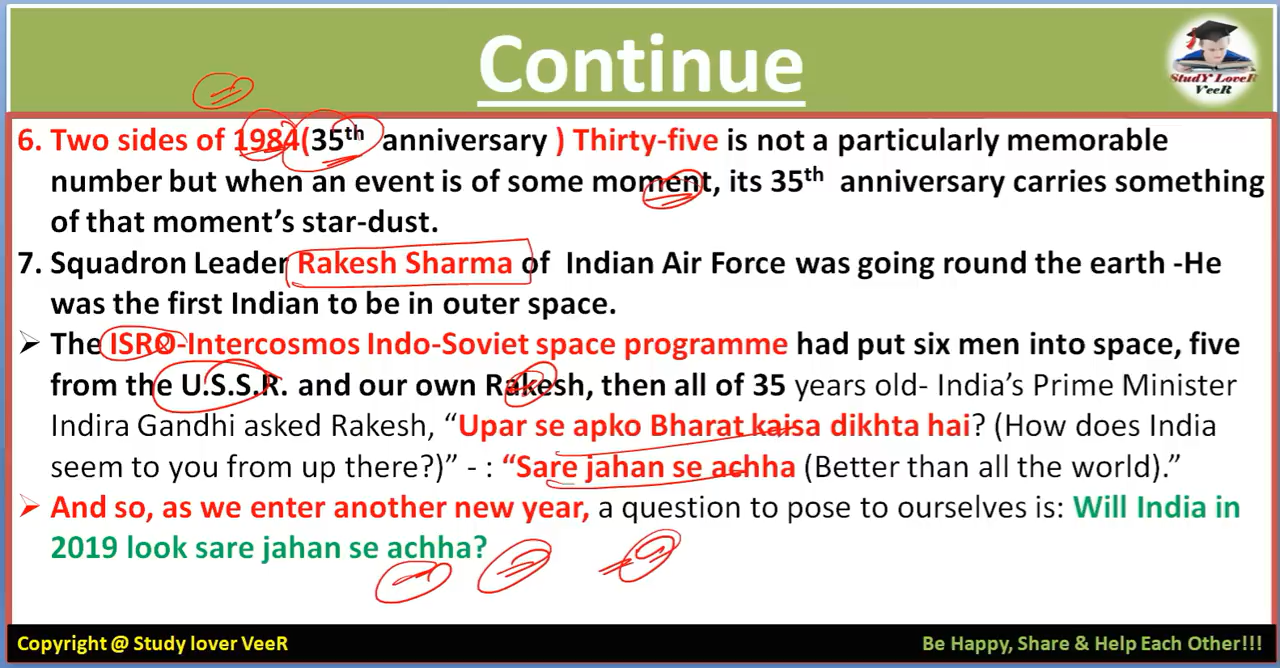 Continue
StudY LoveR
VeeR
6. Two sides of 1984(35th anniversary ) Thirty-five is not a particularly memorable
number but when an event is of some moment, its 35th anniversary carries something
of that moment's star-dust.
7. Squadron Leader Rakesh Sharma of Indian Air Force was going round the earth -He
was the first Indian to be in outer space.
➢ The ISRO-Intercosmos Indo-Soviet space programme had put six men into space, five
from the U.S.S.R. and our own Rakesh, then all of 35 years old- India's Prime Minister
Indira Gandhi asked Rakesh, “Upar se apko Bharat kaisa dikhta hai? (How does India
seem to you from up there?)” - : “Sare jahan se achha (Better than all the world).”
➢ And so, as we enter another new year, a question to pose to ourselves is: Will India in
2019 look sare jahan se achha?
Copyright @ Study lover VeeR
Be Happy, Share & Help Each Other!!!